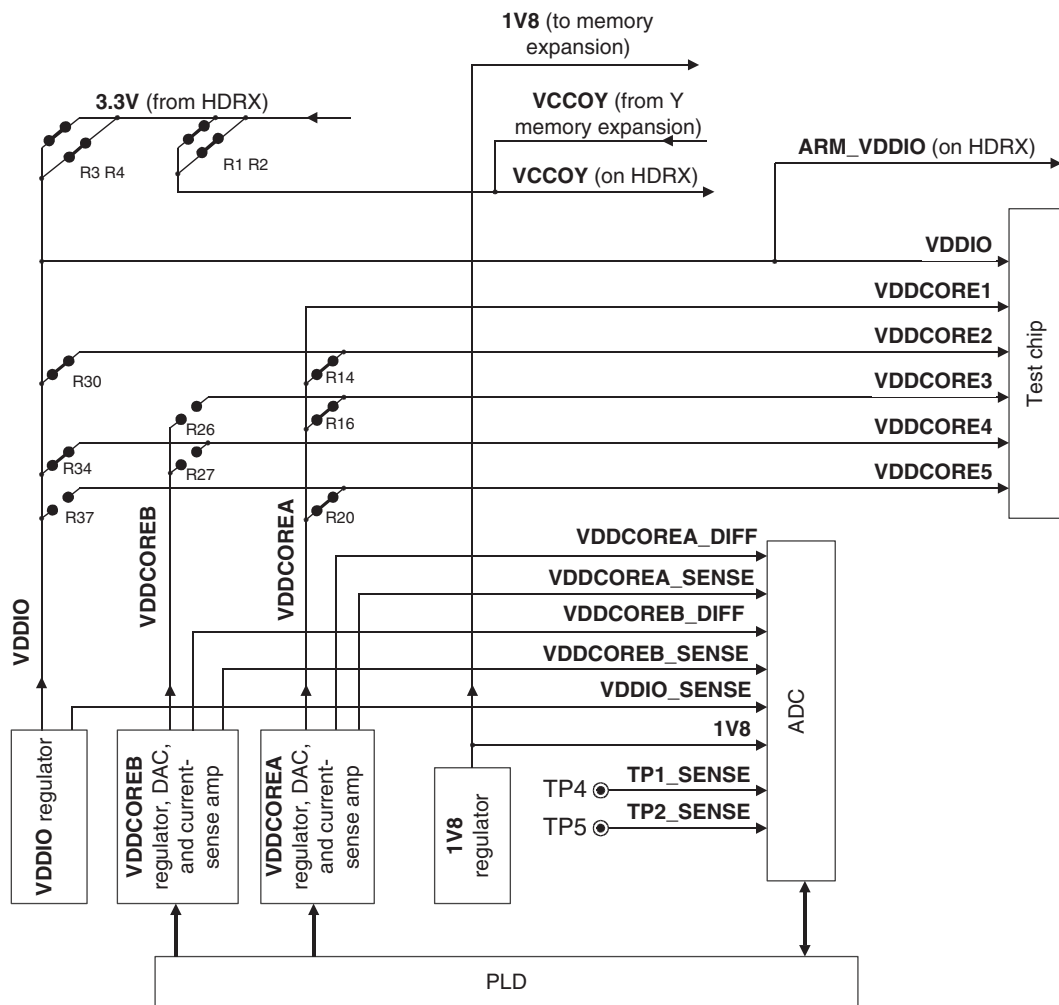 1V8 (to memory
expansion)
3.3V (from HDRX)
VCCOY (from Y
memory expansion)
ARM_VDDIO (on HDRX)
R3 R4
R1 R2
VCCOY (on HDRX)
VDDIO
VDDCORE1
VDDCORE2
R30
R14
VDDCORE3
R26
R16
VDDCORE4
R34
R27
VDDCORE5
R37
R20
Test chip
VDDIO
VDDCOREB
VDDCOREA
VDDCOREA_DIFF
VDDCOREA_SENSE
VDDCOREB_DIFF
VDDCOREB_SENSE
VDDIO_SENSE
1V8
TP4
TP1_SENSE
TP5
TP2_SENSE
ADC
VDDIO regulator
VDDCOREB
regulator, DAC,
and current-
sense amp
VDDCOREA
regulator, DAC,
and current-
sense amp
1V8
regulator
PLD